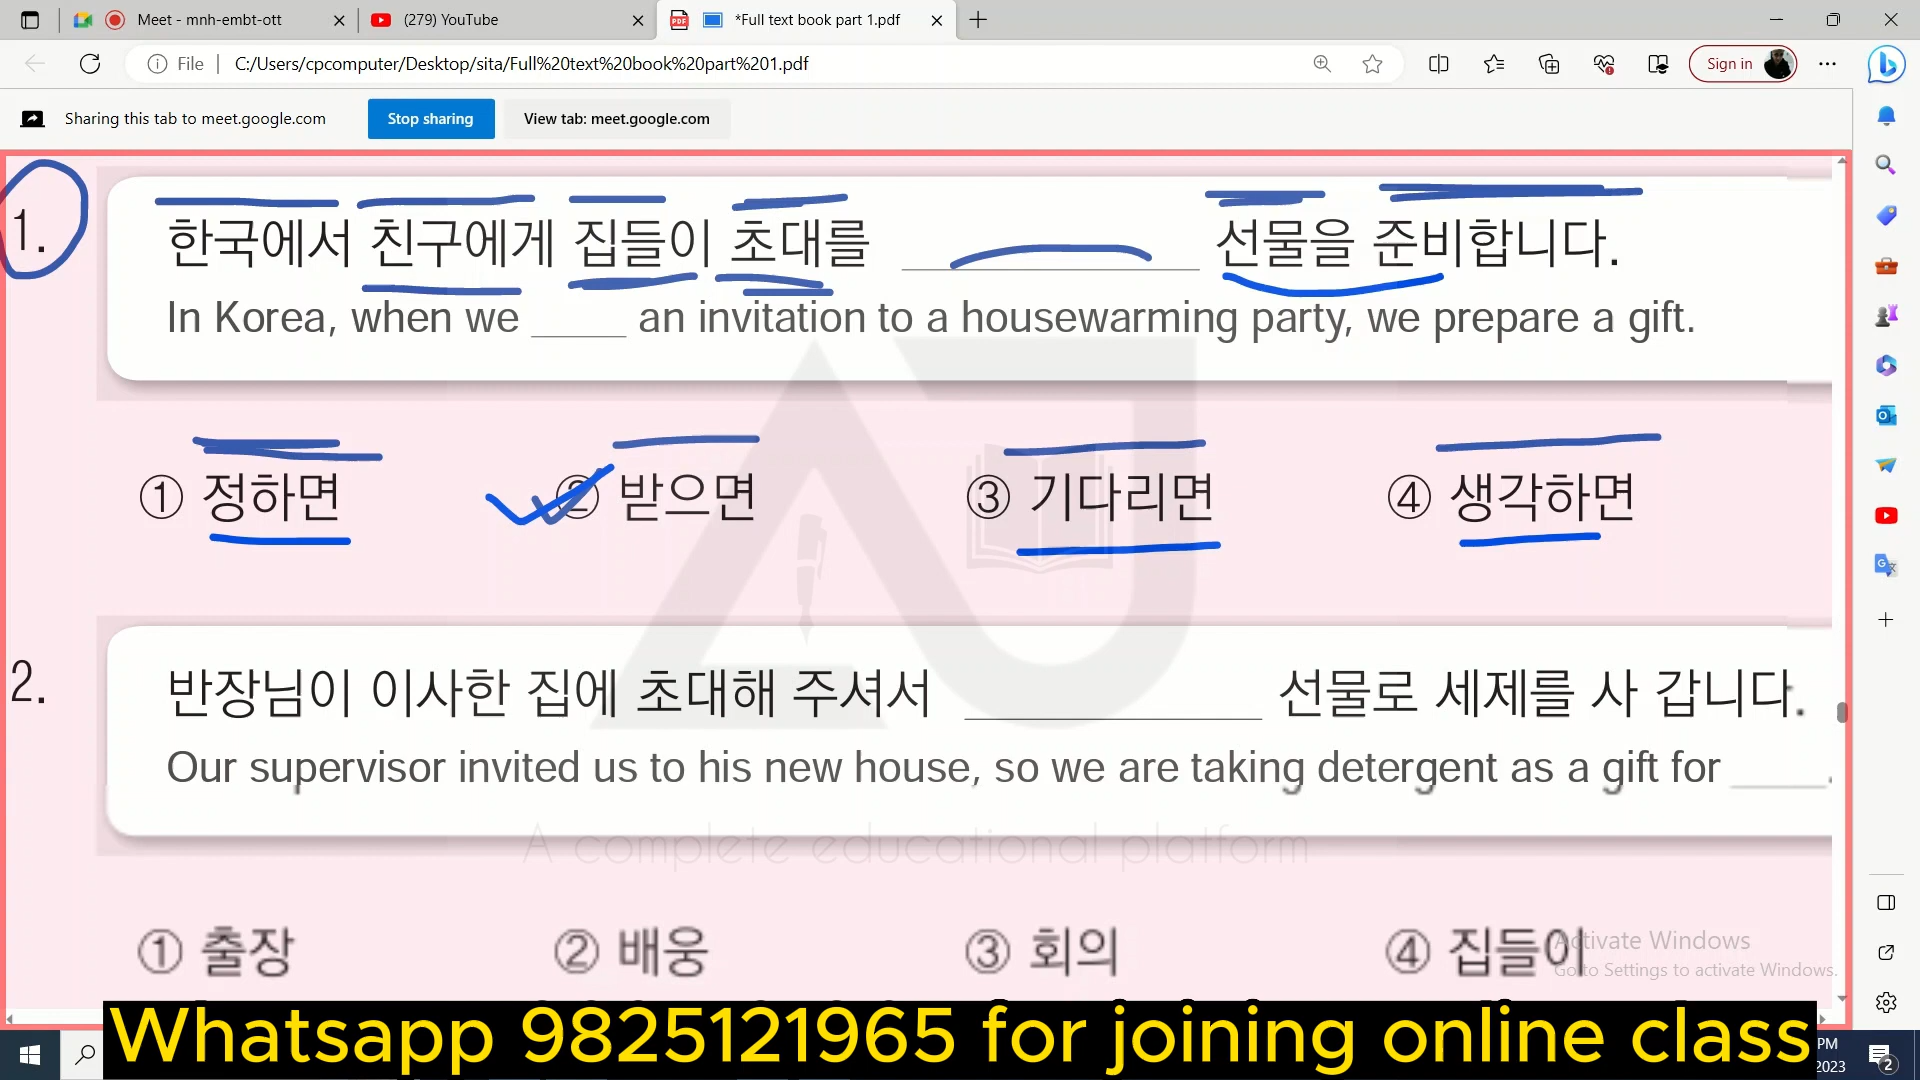 Meet - mnh-embt-ott
(279) YouTube
*Full text book part 1.pdf
File
C:/Users/cpcomputer/Desktop/sita/Full%20text%20book%20part%201.pdf
Sign in
Sharing this tab to meet.google.com
Stop sharing
View tab: meet.google.com
1.
한국에서 친구에게 집들이 초대를 ________ 선물을 준비합니다.
In Korea, when we ____ an invitation to a housewarming party, we prepare a gift.
① 정하면
② 받으면
③ 기다리면
④ 생각하면
2.
반장님이 이사한 집에 초대해 주셔서 ________ 선물로 세제를 사 갑니다.
Our supervisor invited us to his new house, so we are taking detergent as a gift for ____.
A complete educational platform
① 출장
② 배웅
③ 회의
④ 집들이
Activate Windows
Go to Settings to activate Windows.
Whatsapp 9825121965 for joining online class
PM
2023
2